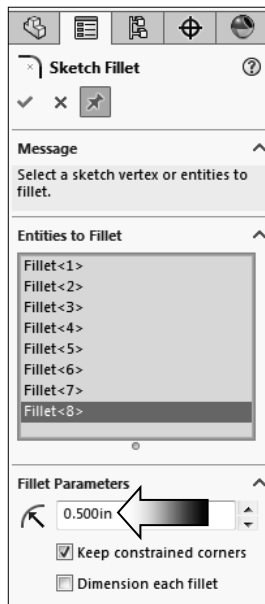 Sketch Fillet
?
Message
Select a sketch vertex or entities to
fillet.
Entities to Fillet
Fillet<1>
Fillet<2>
Fillet<3>
Fillet<4>
Fillet<5>
Fillet<6>
Fillet<7>
Fillet<8>
Fillet Parameters
0.500in
Keep constrained corners
Dimension each fillet